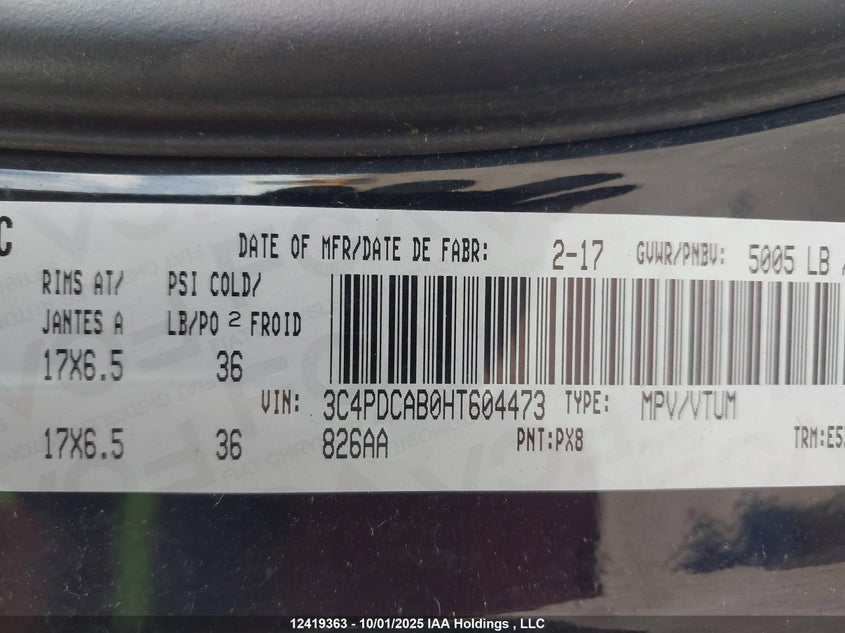 C
DATE OF MFR/DATE DE FABR: 2-17 GVWR/PNBV: 5005 LB
RIMS AT/ PSI COLD/
JANTES A LB/PO 2 FROID
17X6.5 36
VIN: 3C4PDCAB0HT604473 TYPE: MPV/VTUM
17X6.5 36 826AA PNT:PX8 TRM:E5
12419363 - 10/01/2025 IAA Holdings , LLC